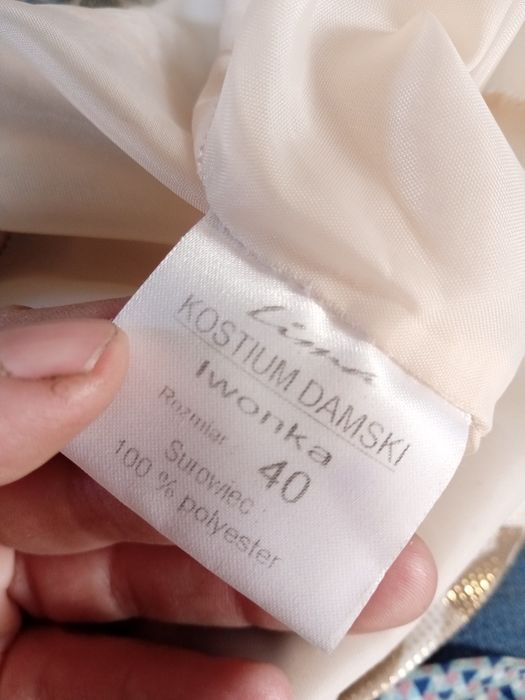 KOSTIUM DAMSKI
Iwonka
Rozmiar : 40
Surowiec :
100 % polyester